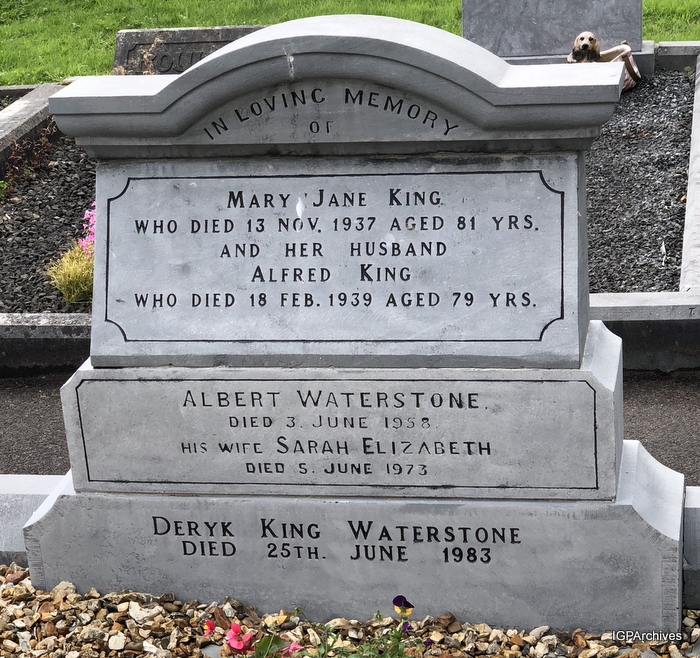 IN LOVING MEMORY
OF
MARY JANE KING
WHO DIED 13 NOV. 1937 AGED 81 YRS.
AND HER HUSBAND
ALFRED KING
WHO DIED 18 FEB. 1939 AGED 79 YRS.
ALBERT WATERSTONE.
DIED 3. JUNE 1958.
HIS WIFE SARAH ELIZABETH
DIED 5. JUNE 1973
DERYK KING WATERSTONE
DIED 25TH. JUNE 1983
IGPArchives